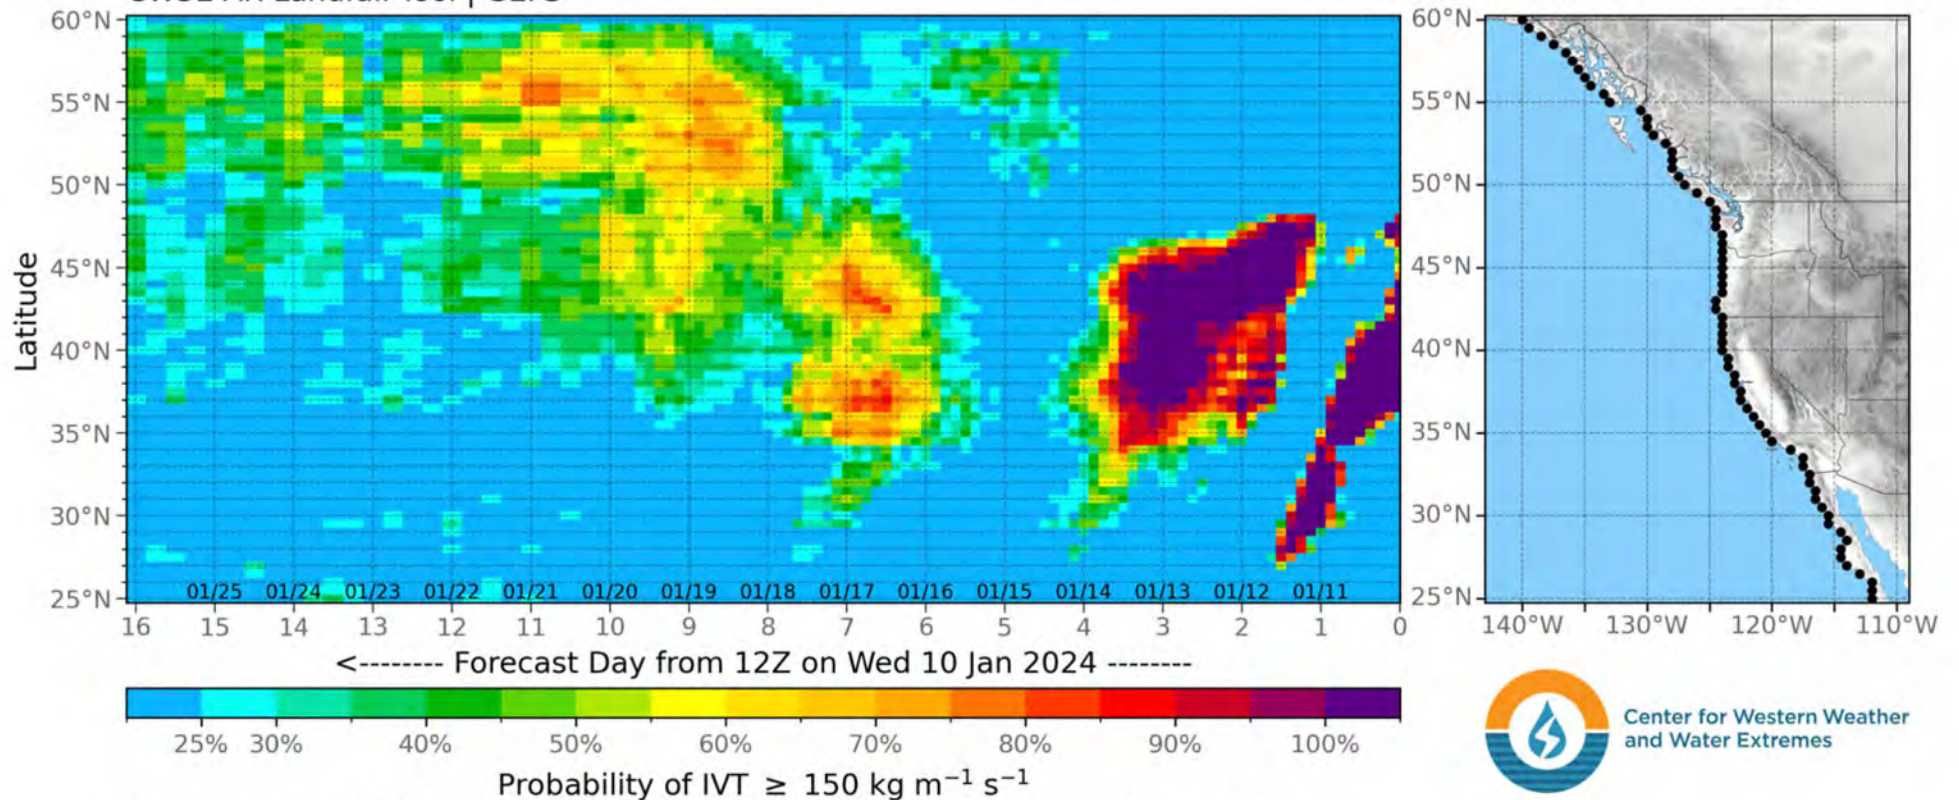 60°N
55°N
50°N
45°N
40°N
35°N
30°N
25°N
Latitude
01/25 01/24 01/23 01/22 01/21 01/20 01/19 01/18 01/17 01/16 01/15 01/14 01/13 01/12 01/11
16 15 14 13 12 11 10 9 8 7 6 5 4 3 2 1 0
<-------- Forecast Day from 12Z on Wed 10 Jan 2024 --------
25% 30% 40% 50% 60% 70% 80% 90% 100%
Probability of IVT ≥ 150 kg m⁻¹ s⁻¹
60°N
55°N
50°N
45°N
40°N
35°N
30°N
25°N
140°W 130°W 120°W 110°W
Center for Western Weather
and Water Extremes